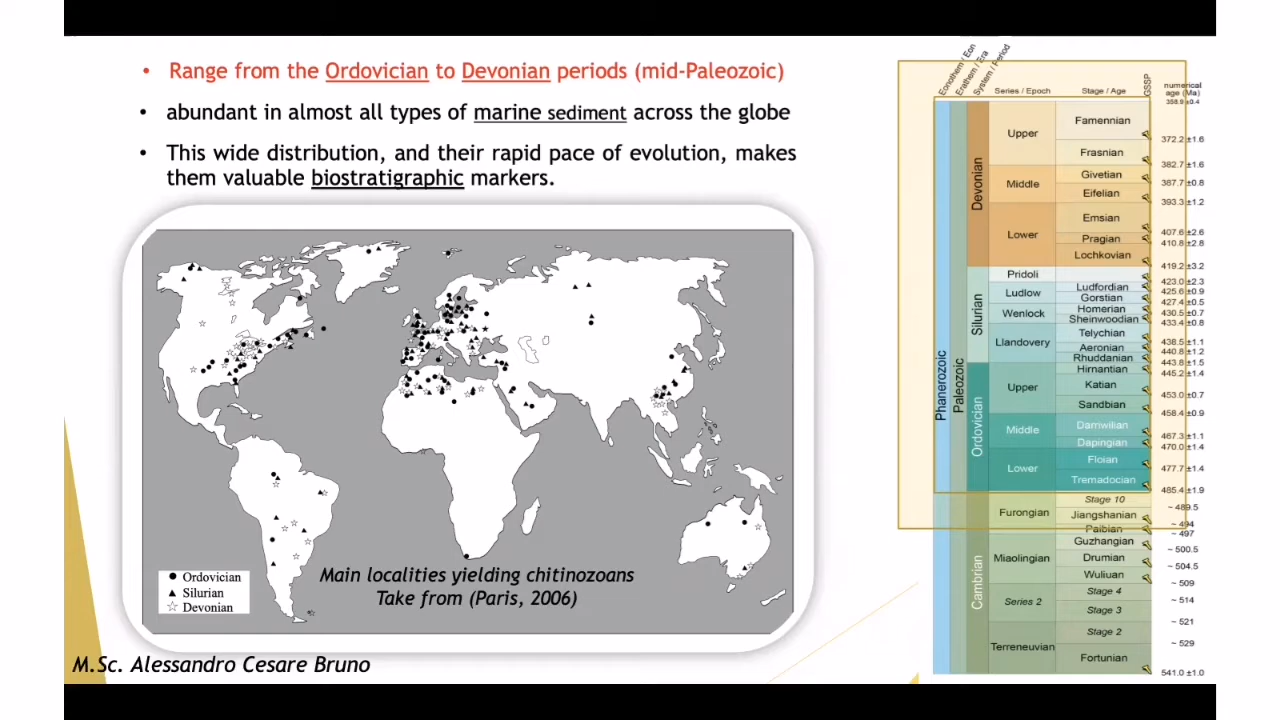 • Range from the Ordovician to Devonian periods (mid-Paleozoic)
• abundant in almost all types of marine sediment across the globe
• This wide distribution, and their rapid pace of evolution, makes
them valuable biostratigraphic markers.
Ordovician
Silurian
Devonian
Main localities yielding chitinozoans
Take from (Paris, 2006)
M.Sc. Alessandro Cesare Bruno
Eonothem / Eon
Erathem / Era
System / Period
Series / Epoch
Stage / Age
GSSP
numerical
age (Ma)
Phanerozoic
Paleozoic
Devonian
Upper
Famennian
358.9 ±0.4
372.2 ±1.6
Frasnian
382.7 ±1.6
Middle
Givetian
387.7 ±0.8
Eifelian
393.3 ±1.2
Lower
Emsian
407.6 ±2.6
Pragian
410.8 ±2.8
Lochkovian
419.2 ±3.2
Silurian
Pridoli
423.0 ±2.3
Ludlow
Ludfordian
425.6 ±0.9
Gorstian
427.4 ±0.5
Wenlock
Homerian
430.5 ±0.7
Sheinwoodian
433.4 ±0.8
Llandovery
Telychian
438.5 ±1.1
Aeronian
440.8 ±1.2
Rhuddanian
443.8 ±1.5
Ordovician
Upper
Hirnantian
445.2 ±1.4
Katian
453.0 ±0.7
Sandbian
458.4 ±0.9
Middle
Darriwilian
467.3 ±1.1
Dapingian
470.0 ±1.4
Lower
Floian
477.7 ±1.4
Tremadocian
485.4 ±1.9
Cambrian
Furongian
Stage 10
~ 489.5
Jiangshanian
~ 494
Paibian
~ 497
Miaolingian
Guzhangian
~ 500.5
Drumian
~ 504.5
Wuliuan
~ 509
Series 2
Stage 4
~ 514
Stage 3
~ 521
Terreneuvian
Stage 2
~ 529
Fortunian
541.0 ±1.0